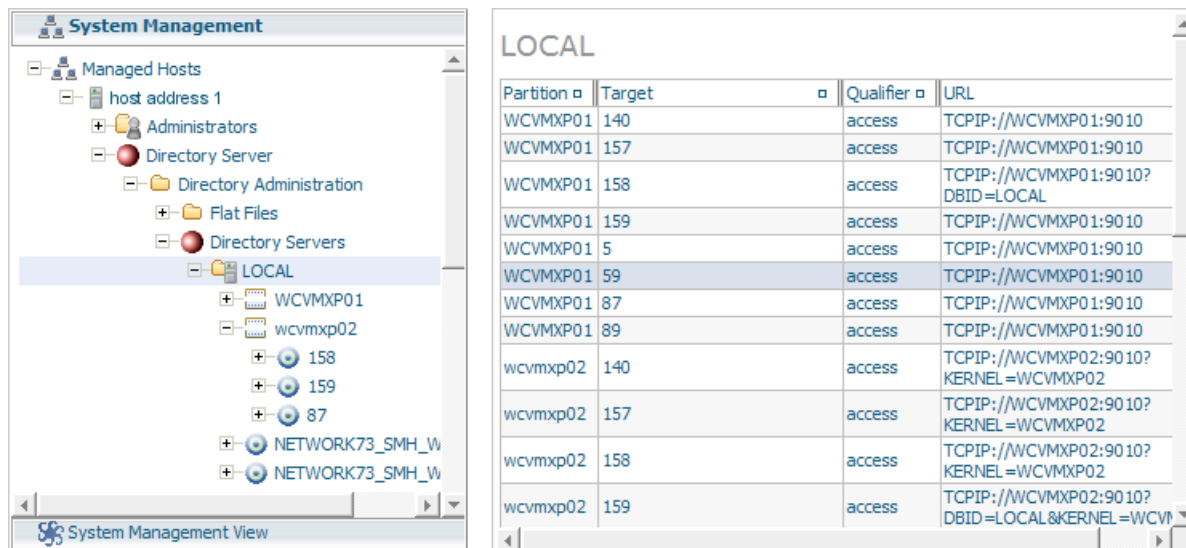 System Management
Managed Hosts
host address 1
Administrators
Directory Server
Directory Administration
Flat Files
Directory Servers
LOCAL
WCVMXP01
wcvmxp02
158
159
87
NETWORK73_SMH_W
NETWORK73_SMH_W
System Management View
LOCAL
Partition Target Qualifier URL
WCVMXP01 140 access TCPIP://WCVMXP01:9010
WCVMXP01 157 access TCPIP://WCVMXP01:9010
WCVMXP01 158 access TCPIP://WCVMXP01:9010?
DBID=LOCAL
WCVMXP01 159 access TCPIP://WCVMXP01:9010
WCVMXP01 5 access TCPIP://WCVMXP01:9010
WCVMXP01 59 access TCPIP://WCVMXP01:9010
WCVMXP01 87 access TCPIP://WCVMXP01:9010
WCVMXP01 89 access TCPIP://WCVMXP01:9010
wcvmxp02 140 access TCPIP://WCVMXP02:9010?
KERNEL=WCVMXP02
wcvmxp02 157 access TCPIP://WCVMXP02:9010?
KERNEL=WCVMXP02
wcvmxp02 158 access TCPIP://WCVMXP02:9010?
KERNEL=WCVMXP02
wcvmxp02 159 access TCPIP://WCVMXP02:9010?
DBID=LOCAL&KERNEL=WCVM